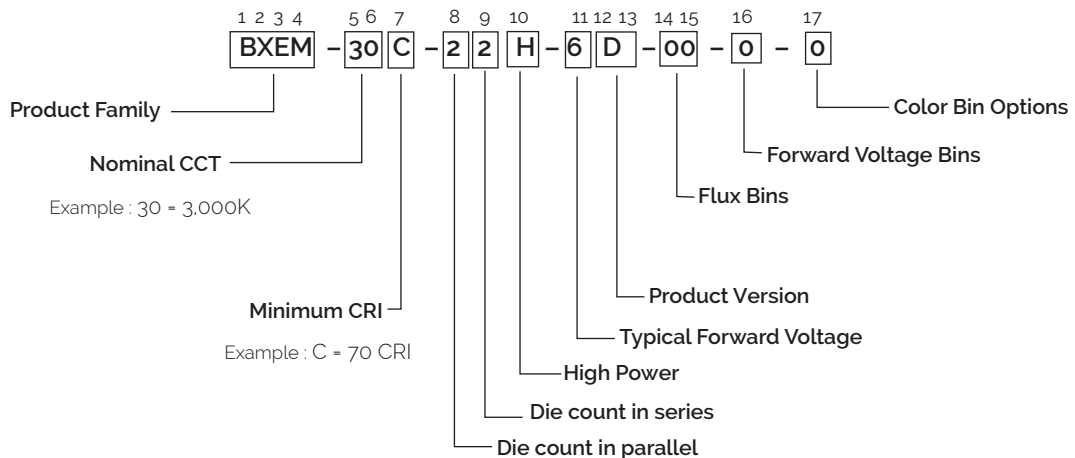 1 2 3 4 5 6 7 8 9 10 11 12 13 14 15 16 17
BXEM - 30 C - 2 2 H - 6 D - 00 - 0 - 0
Product Family
Color Bin Options
Nominal CCT
Forward Voltage Bins
Example : 30 = 3,000K
Flux Bins
Minimum CRI
Product Version
Example : C = 70 CRI
Typical Forward Voltage
High Power
Die count in series
Die count in parallel